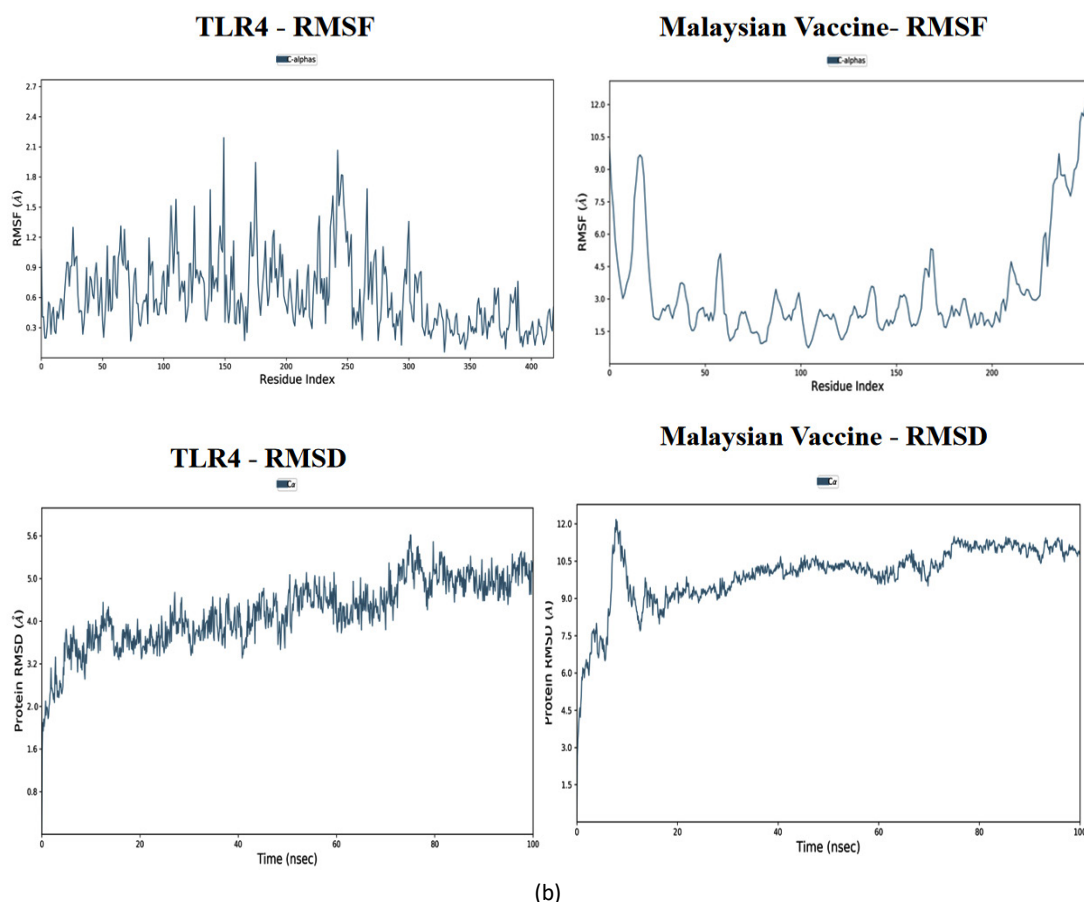 TLR4 - RMSF
C-alphas
2.7
2.4
2.1
1.8
1.5
1.2
0.9
0.6
0.3
RMSF (Å)
0 50 100 150 200 250 300 350 400
Residue Index
Malaysian Vaccine- RMSF
C-alphas
12.0
10.5
9.0
7.5
6.0
4.5
3.0
1.5
RMSF (Å)
0 50 100 150 200
Residue Index
TLR4 - RMSD
Cα
5.6
5.0
4.0
3.2
2.0
1.6
0.8
Protein RMSD (Å)
0 20 40 60 80 100
Time (nsec)
Malaysian Vaccine - RMSD
Cα
12.0
10.5
9.0
7.5
6.0
4.5
3.0
1.5
Protein RMSD (Å)
0 20 40 60 80 100
Time (nsec)
(b)